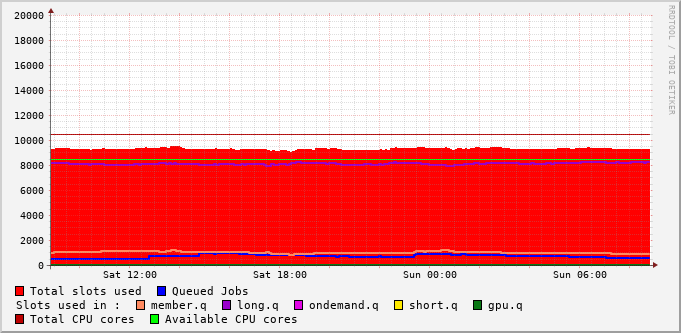 RRDTOOL / TOBI OETIKER
20000
18000
16000
14000
12000
10000
8000
6000
4000
2000
0
Sat 12:00 Sat 18:00 Sun 00:00 Sun 06:00
Total slots used Queued Jobs
Slots used in : member.q long.q ondemand.q short.q gpu.q
Total CPU cores Available CPU cores